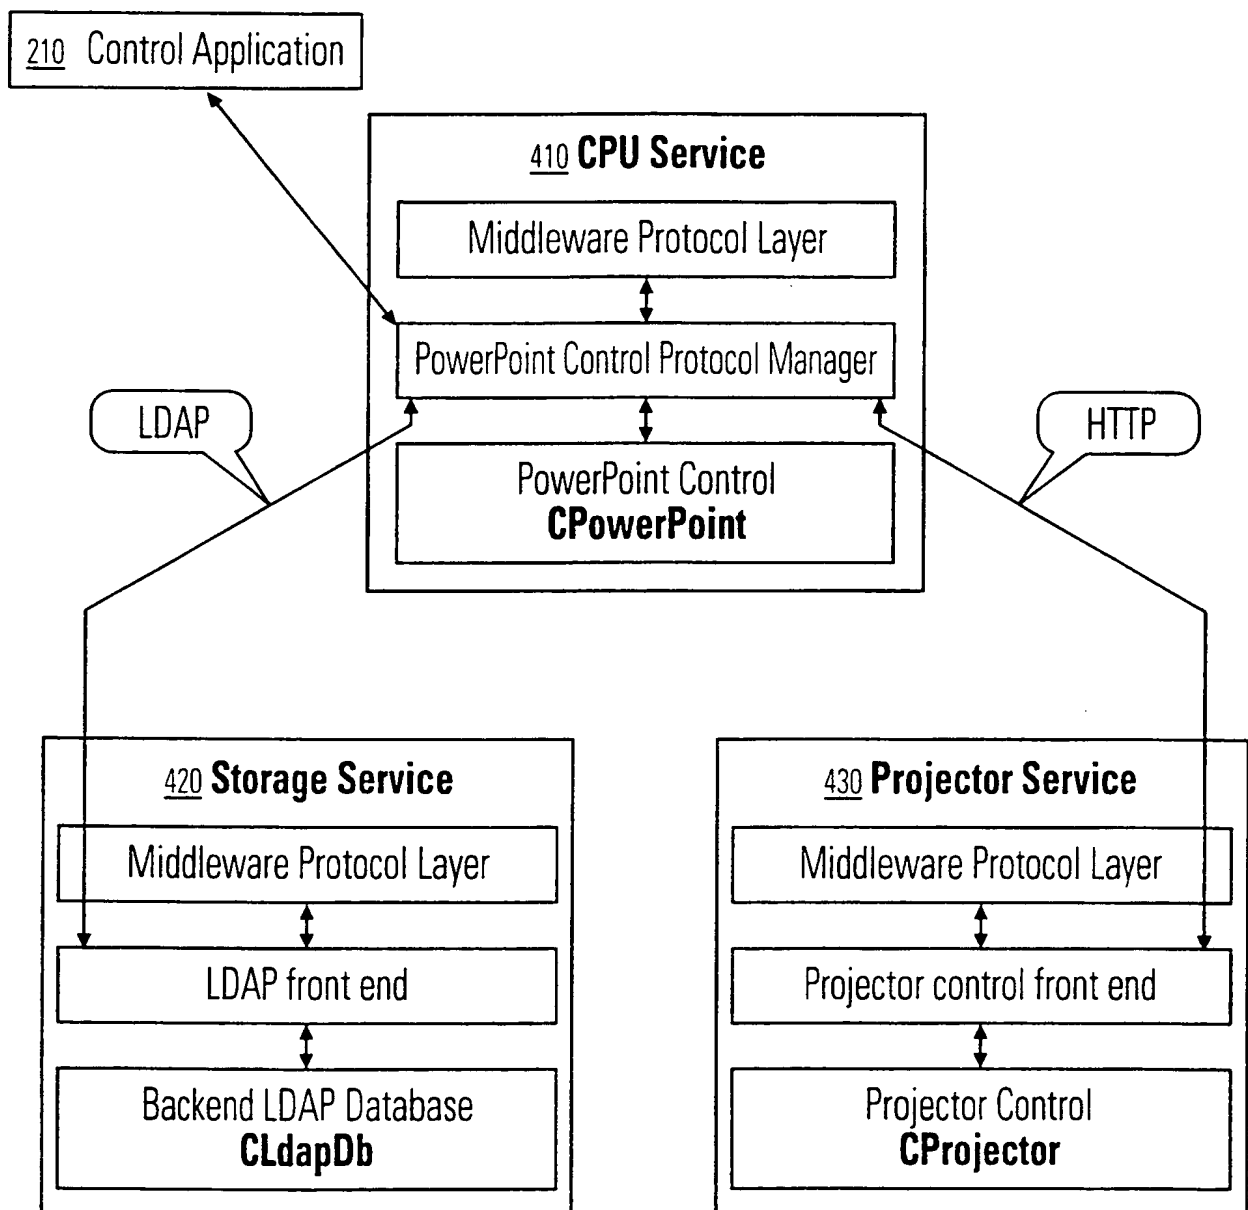 210 Control Application
410 CPU Service
Middleware Protocol Layer
PowerPoint Control Protocol Manager
LDAP
HTTP
PowerPoint Control
CPowerPoint
420 Storage Service
Middleware Protocol Layer
LDAP front end
Backend LDAP Database
CLdapDb
430 Projector Service
Middleware Protocol Layer
Projector control front end
Projector Control
CProjector